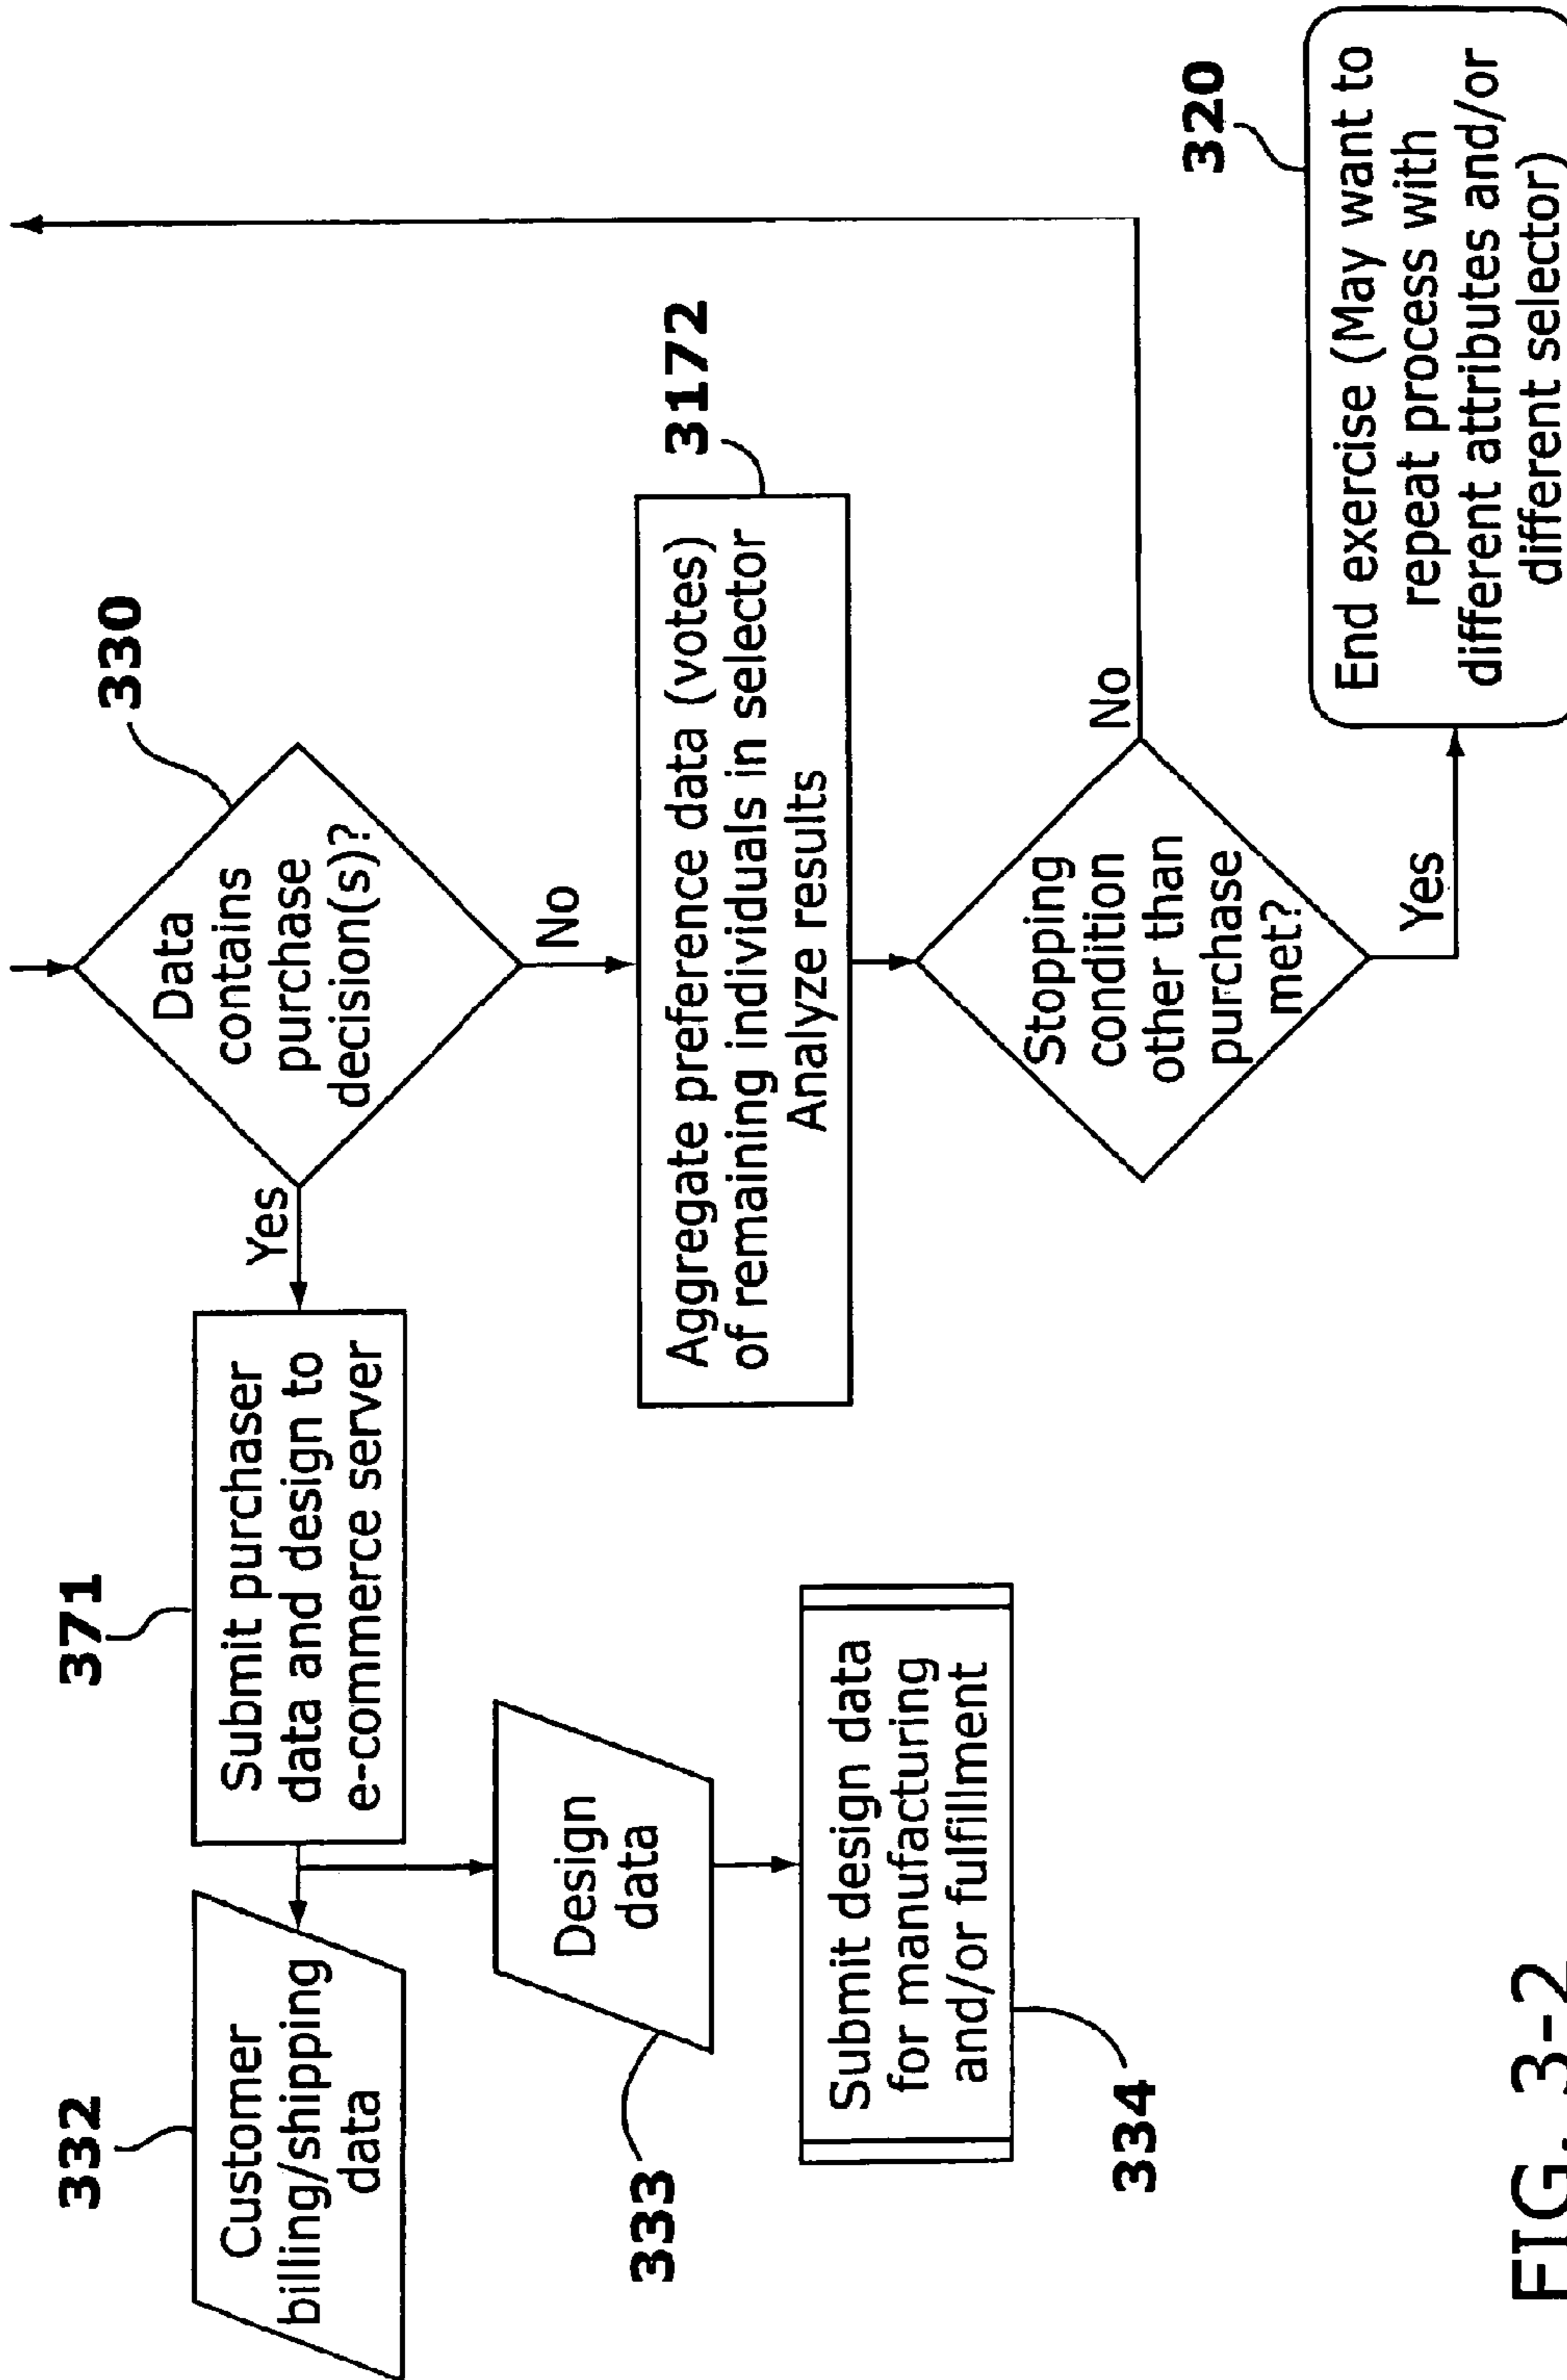 330
Data
contains
purchase
decision(s)?
Yes
No
371
Submit purchaser
data and design to
e-commerce server
332
Customer
billing/shipping
data
333
Design
data
Submit design data
for manufacturing
and/or fulfillment
334
3172
Aggregate preference data (votes)
of remaining individuals in selector
Analyze results
Stopping
condition
other than
purchase
met?
No
Yes
320
End exercise (May want to
repeat process with
different attributes and/or
different selector)
FIG. 3-2